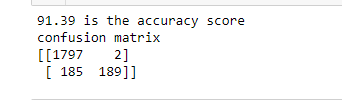 91.39 is the accuracy score
confusion matrix
[[1797    2]
 [ 185  189]]